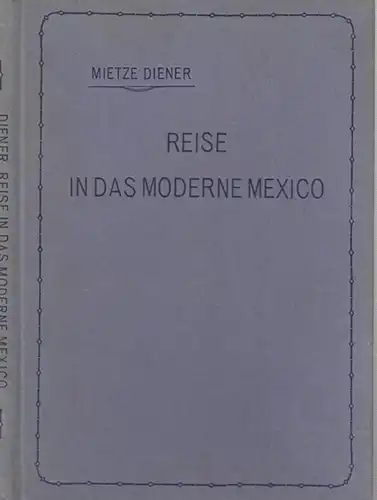 MIETZE DIENER
REISE
IN DAS MODERNE MEXICO
DIENER, REISE IN DAS MODERNE MEXICO